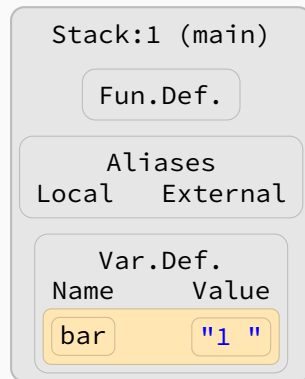 Stack:1 (main)
Fun.Def.
Aliases
Local External
Var.Def.
Name Value
bar "1 "